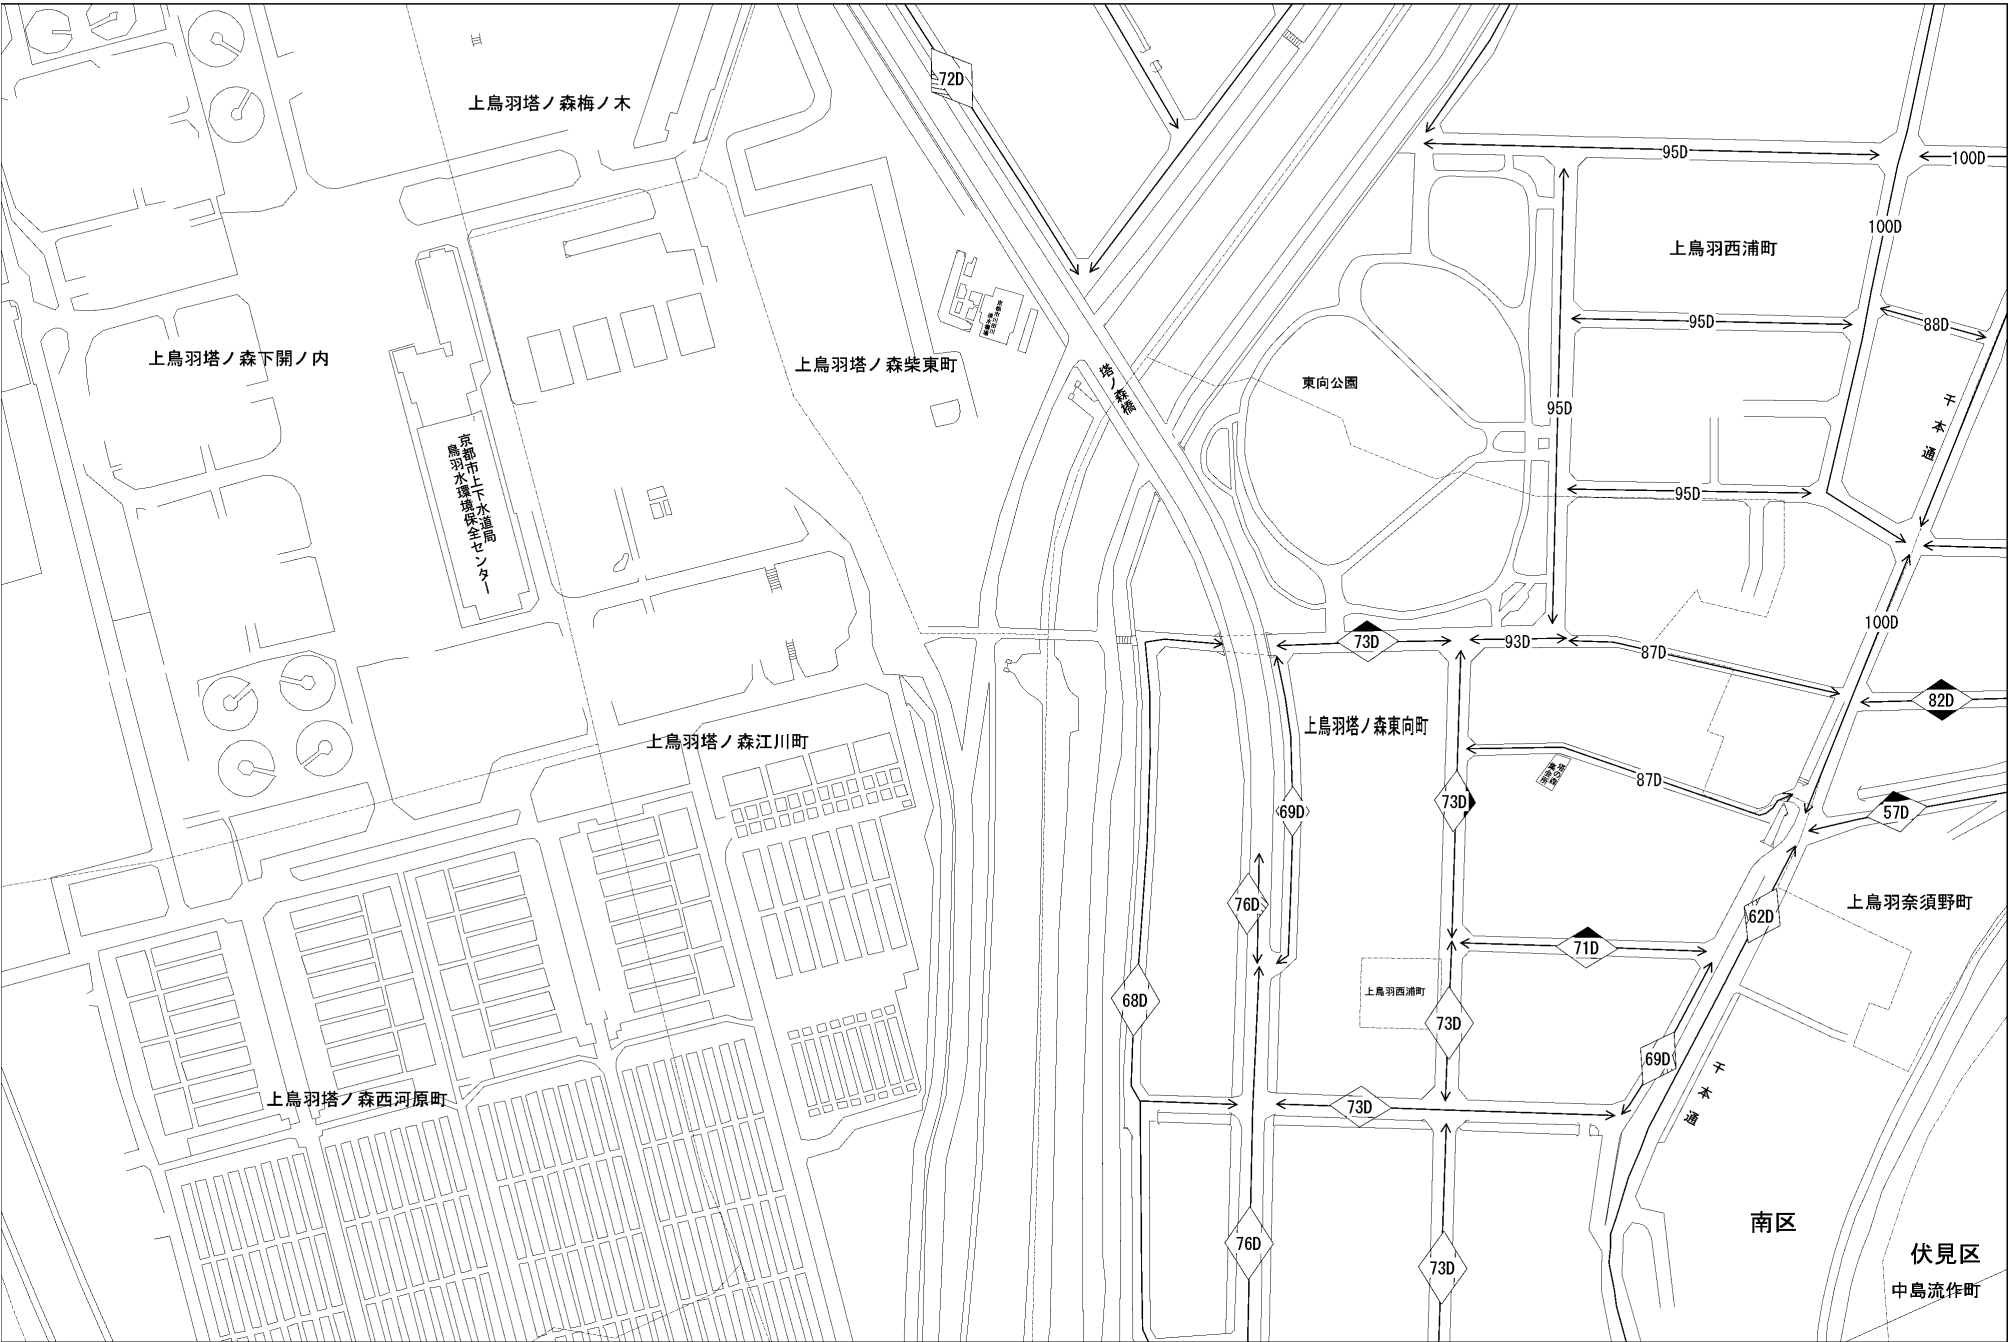 72D
上鳥羽塔ノ森梅ノ木
95D
100D
100D
上鳥羽西浦町
95D
88D
上鳥羽塔ノ森下開ノ内
上鳥羽塔ノ森柴東町
塔ノ森橋
東向公園
95D
千本通
京都市上下水道局
鳥羽水環境保全センター
95D
100D
73D
93D
87D
82D
上鳥羽塔ノ森東向町
上鳥羽塔ノ森江川町
87D
塔の森
集会所
73D
69D
57D
76D
62D
上鳥羽奈須野町
71D
上鳥羽西浦町
68D
73D
69D
千本通
上鳥羽塔ノ森西河原町
73D
南区
76D
伏見区
73D
中島流作町